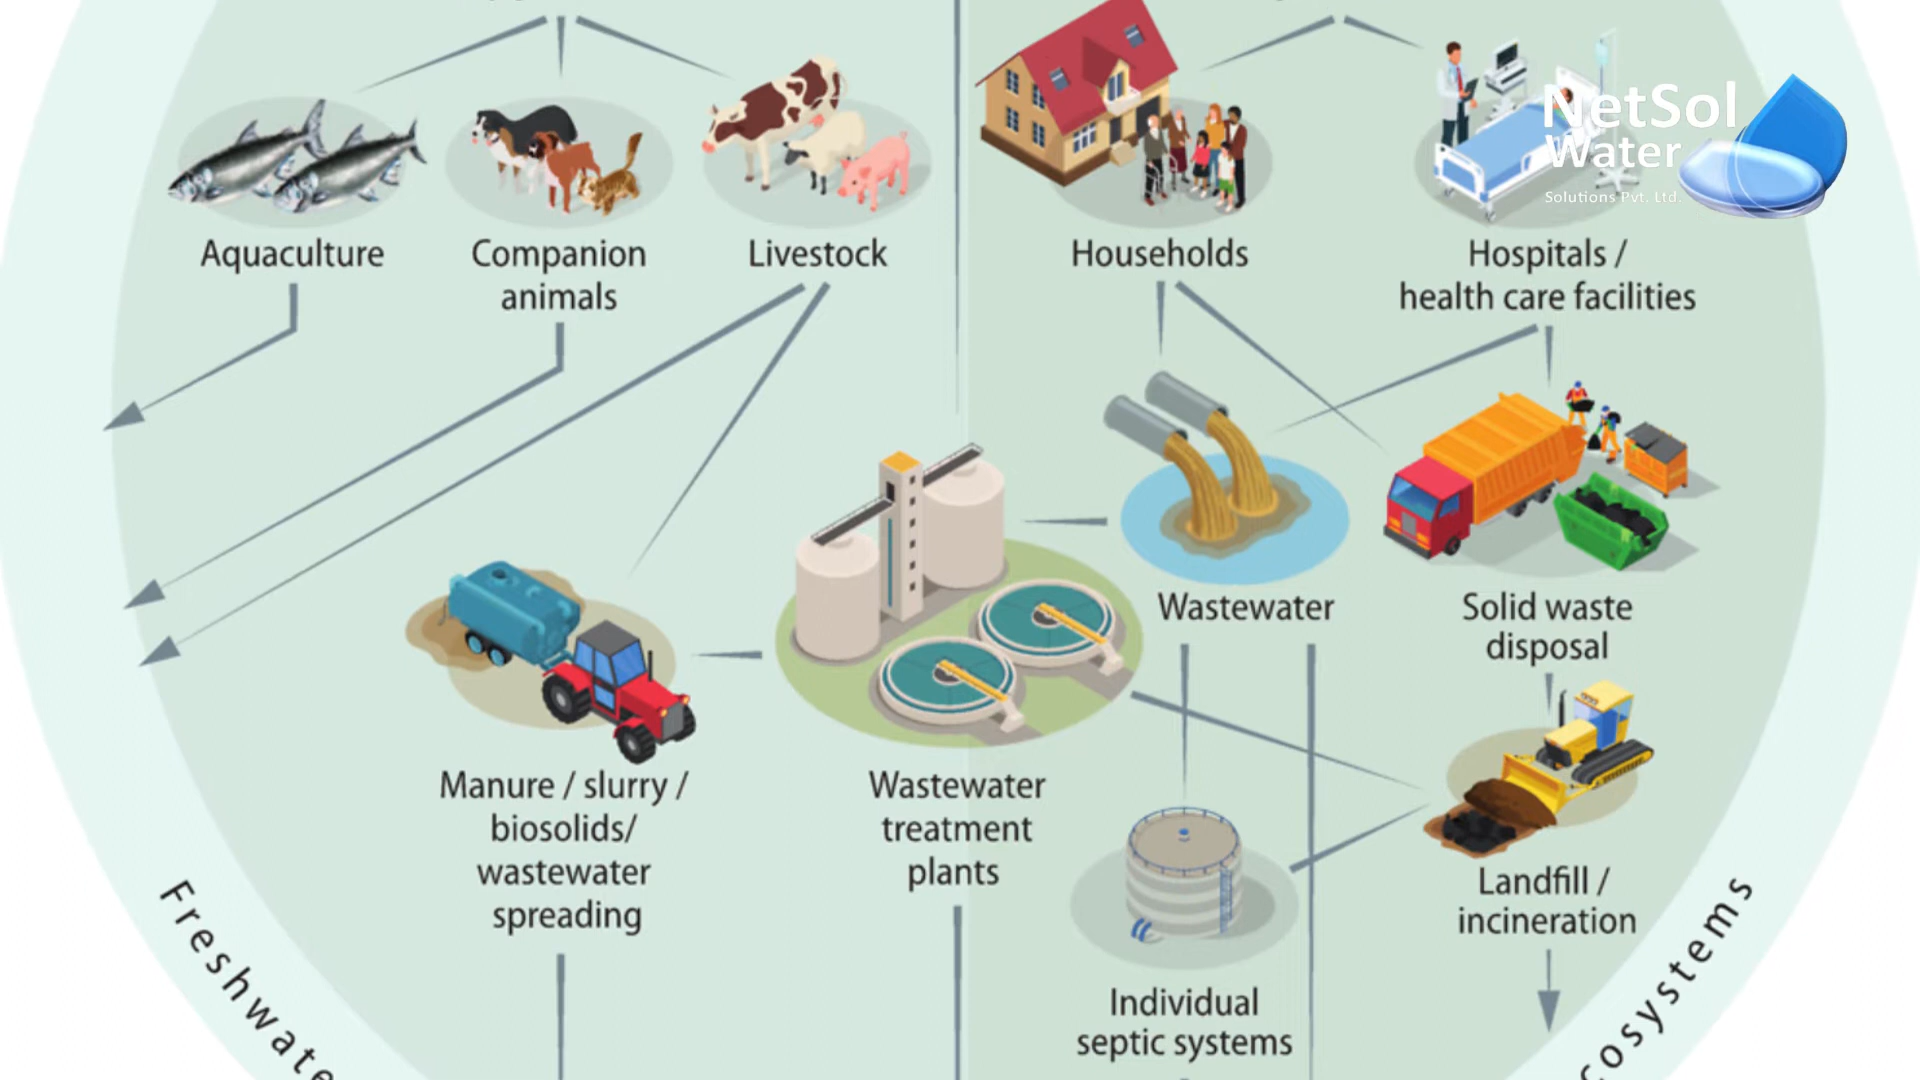 NetSol
Water
Solutions Pvt. Ltd.
Aquaculture
Companion
animals
Livestock
Households
Hospitals /
health care facilities
Wastewater
Solid waste
disposal
Manure / slurry /
biosolids/
wastewater
spreading
Wastewater
treatment
plants
Landfill /
incineration
Individual
septic systems
Freshwate
cosystems